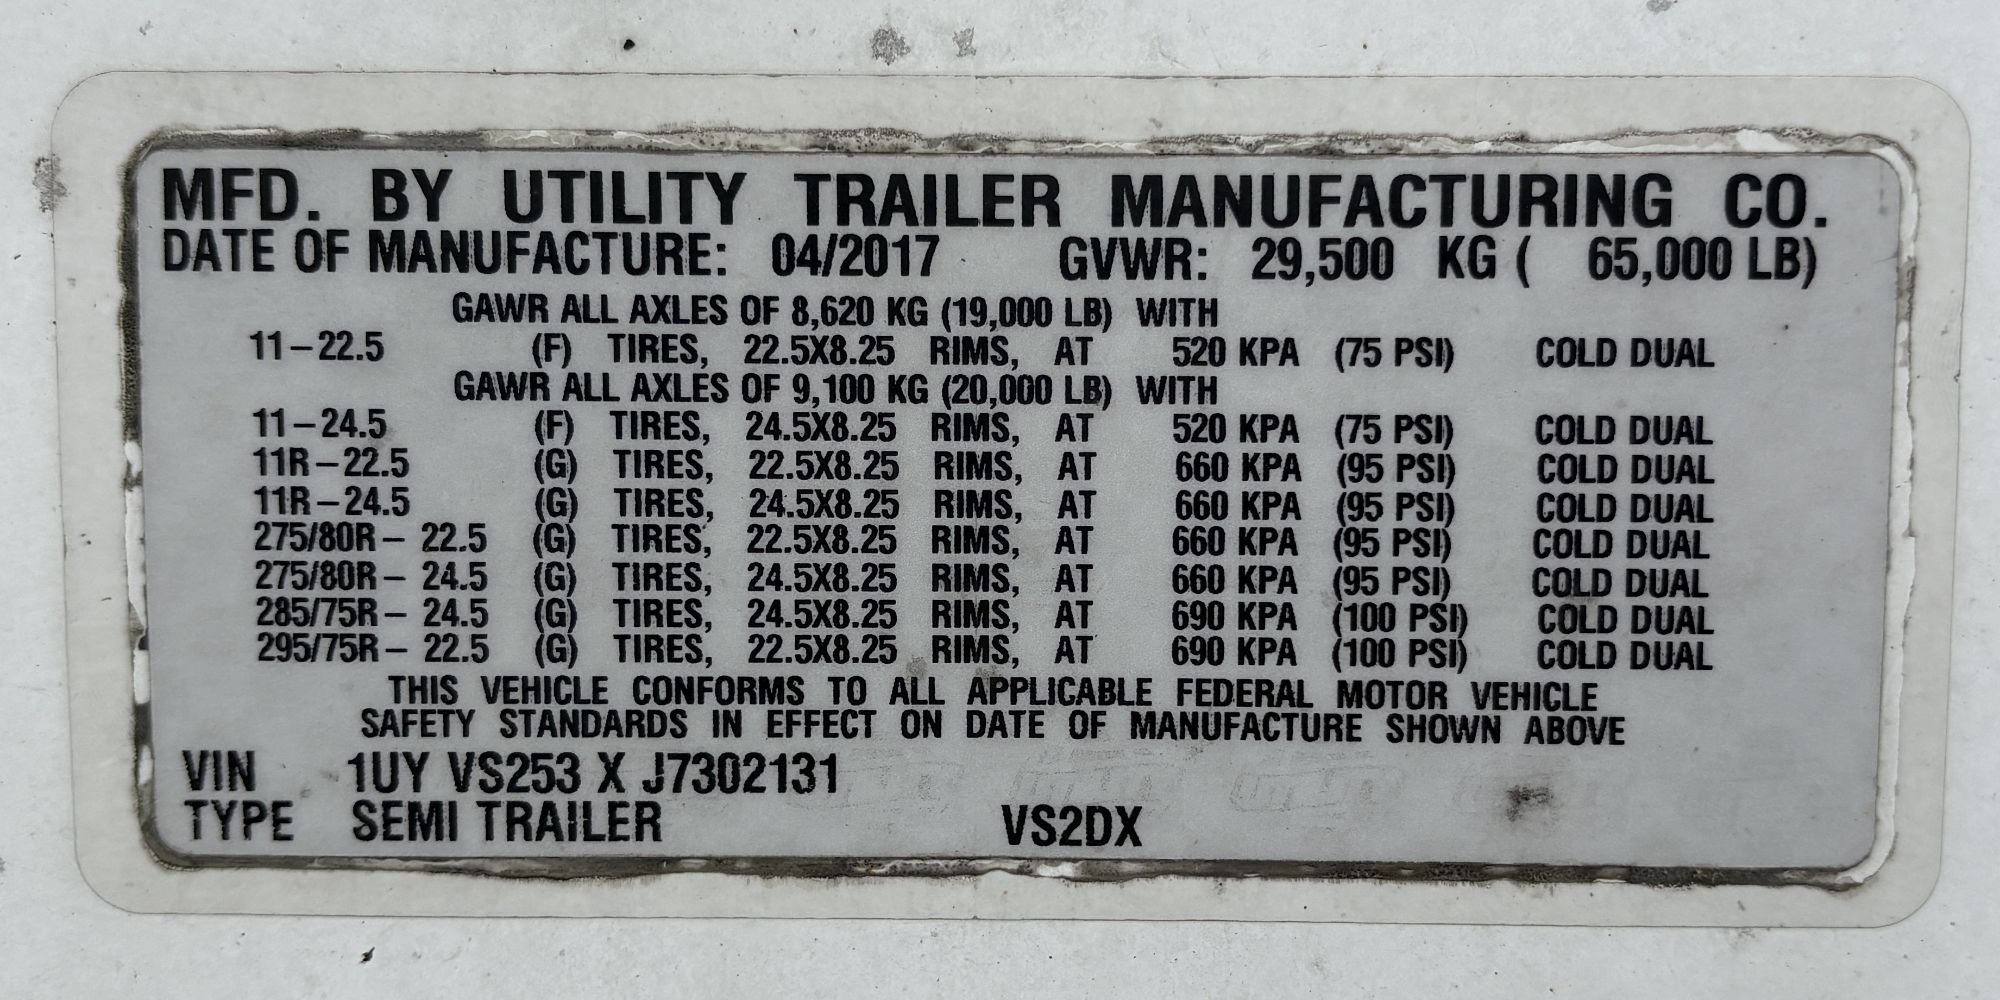 MFD. BY UTILITY TRAILER MANUFACTURING CO.
DATE OF MANUFACTURE: 04/2017 GVWR: 29,500 KG ( 65,000 LB)
GAWR ALL AXLES OF 8,620 KG (19,000 LB) WITH
11-22.5 (F) TIRES, 22.5X8.25 RIMS, AT 520 KPA (75 PSI) COLD DUAL
GAWR ALL AXLES OF 9,100 KG (20,000 LB) WITH
11-24.5 (F) TIRES, 24.5X8.25 RIMS, AT 520 KPA (75 PSI) COLD DUAL
11R-22.5 (G) TIRES, 22.5X8.25 RIMS, AT 660 KPA (95 PSI) COLD DUAL
11R-24.5 (G) TIRES, 24.5X8.25 RIMS, AT 660 KPA (95 PSI) COLD DUAL
275/80R- 22.5 (G) TIRES, 22.5X8.25 RIMS, AT 660 KPA (95 PSI) COLD DUAL
275/80R- 24.5 (G) TIRES, 24.5X8.25 RIMS, AT 660 KPA (95 PSI) COLD DUAL
285/75R- 24.5 (G) TIRES, 24.5X8.25 RIMS, AT 690 KPA (100 PSI) COLD DUAL
295/75R- 22.5 (G) TIRES, 22.5X8.25 RIMS, AT 690 KPA (100 PSI) COLD DUAL
THIS VEHICLE CONFORMS TO ALL APPLICABLE FEDERAL MOTOR VEHICLE
SAFETY STANDARDS IN EFFECT ON DATE OF MANUFACTURE SHOWN ABOVE
VIN 1UY VS253 X J7302131
TYPE SEMI TRAILER VS2DX